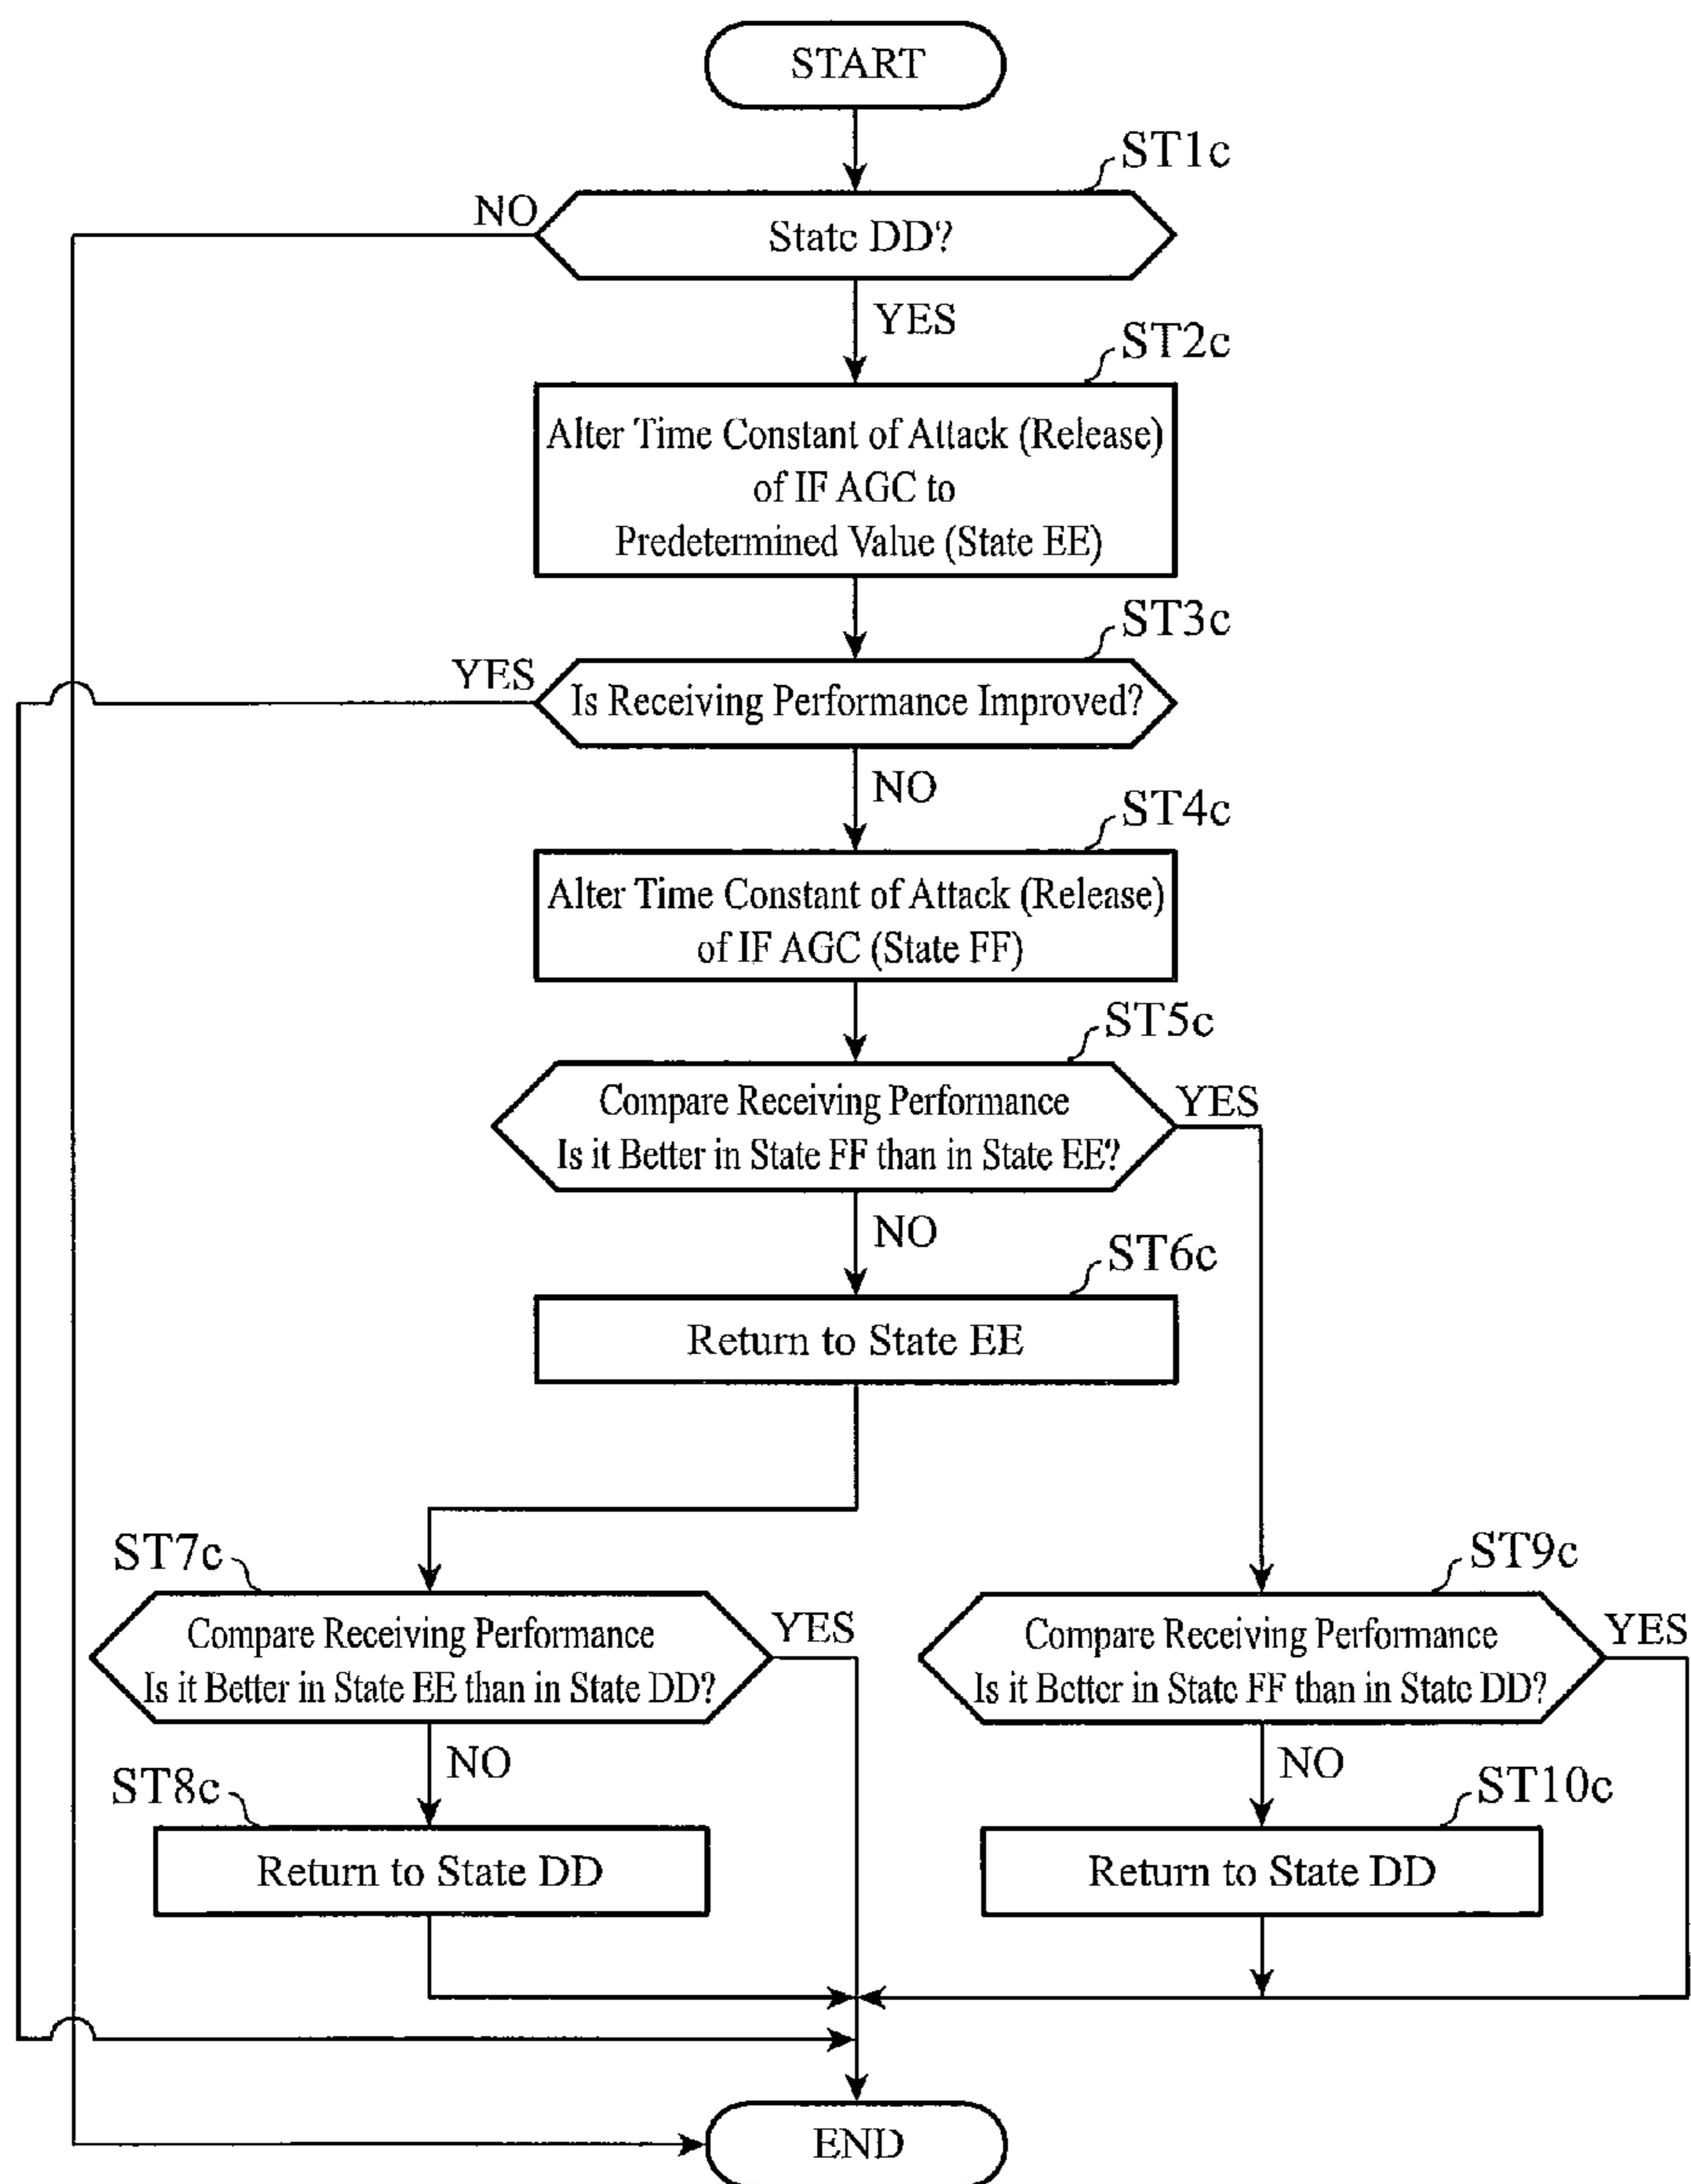 START
ST1c
NO
State DD?
YES
ST2c
Alter Time Constant of Attack (Release)
of IF AGC to
Predetermined Value (State EE)
ST3c
YES
Is Receiving Performance Improved?
NO
ST4c
Alter Time Constant of Attack (Release)
of IF AGC (State FF)
ST5c
Compare Receiving Performance
Is it Better in State FF than in State EE?
YES
NO
ST6c
Return to State EE
ST7c
Compare Receiving Performance
Is it Better in State EE than in State DD?
YES
NO
ST8c
Return to State DD
ST9c
Compare Receiving Performance
Is it Better in State FF than in State DD?
YES
NO
ST10c
Return to State DD
END